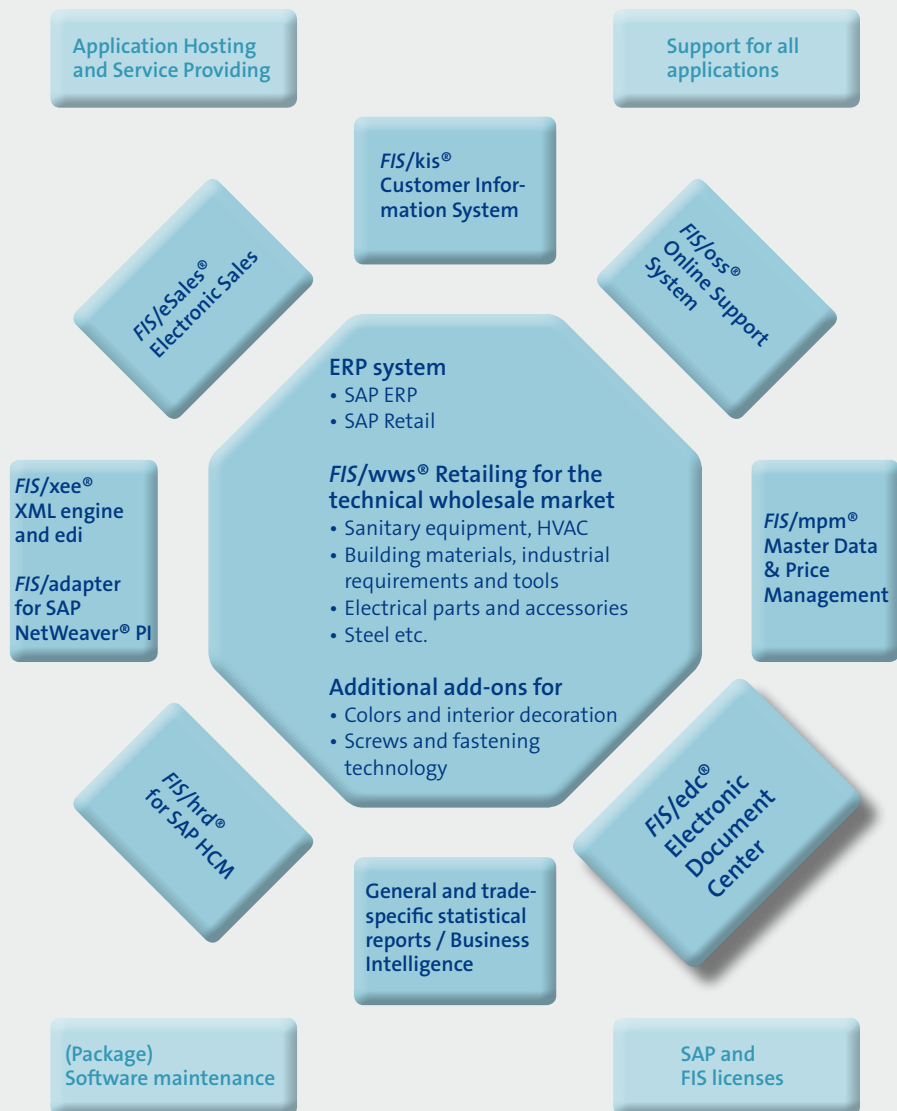 Application Hosting
and Service Providing
Support for all
applications
FIS/kis®
Customer Infor-
mation System
FIS/eSales®
Electronic Sales
FIS/oss®
Online Support
System
ERP system
• SAP ERP
• SAP Retail
FIS/wws® Retailing for the
technical wholesale market
• Sanitary equipment, HVAC
• Building materials, industrial
requirements and tools
• Electrical parts and accessories
• Steel etc.
Additional add-ons for
• Colors and interior decoration
• Screws and fastening
technology
FIS/xee®
XML engine
and edi
FIS/adapter
for SAP
NetWeaver® PI
FIS/mpm®
Master Data
& Price
Management
FIS/hrd®
for SAP HCM
FIS/edc®
Electronic
Document
Center
General and trade-
specific statistical
reports / Business
Intelligence
(Package)
Software maintenance
SAP and
FIS licenses